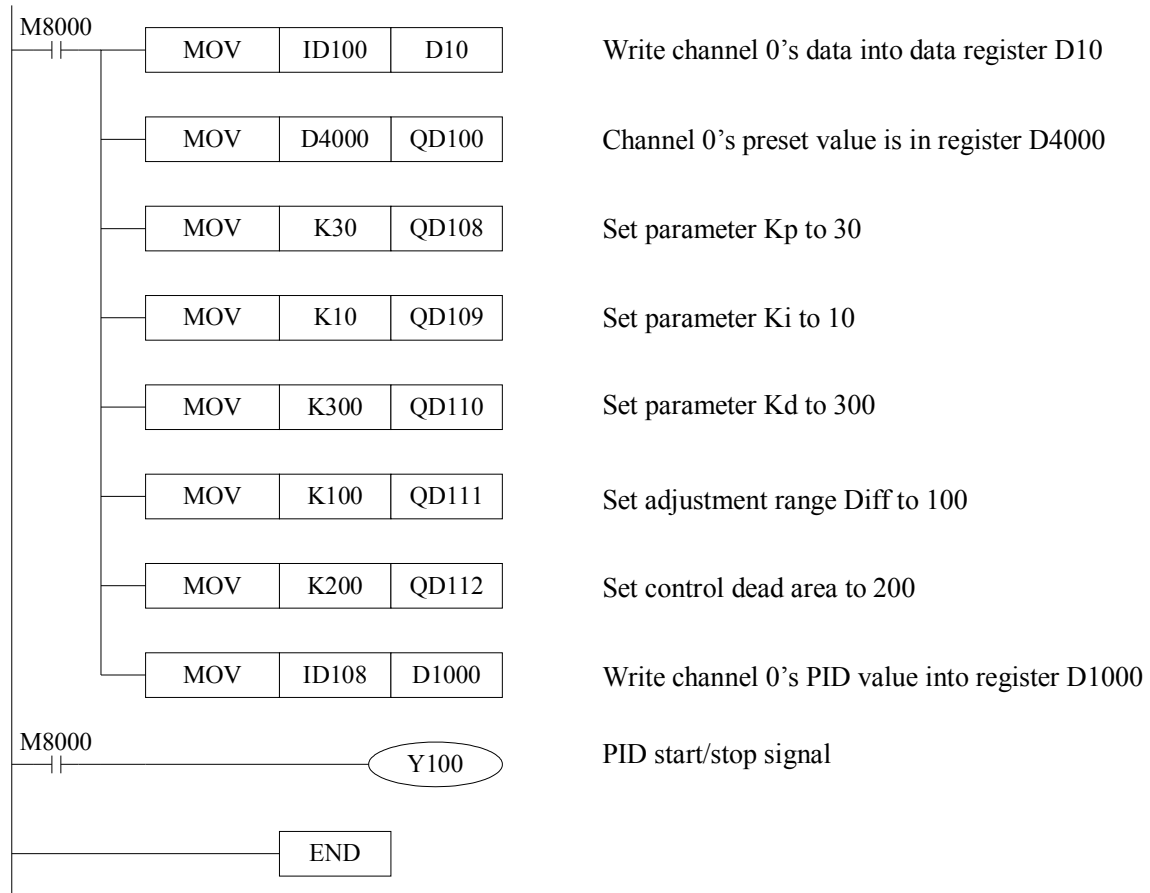 M8000
MOV ID100 D10 Write channel 0’s data into data register D10
MOV D4000 QD100 Channel 0’s preset value is in register D4000
MOV K30 QD108 Set parameter Kp to 30
MOV K10 QD109 Set parameter Ki to 10
MOV K300 QD110 Set parameter Kd to 300
MOV K100 QD111 Set adjustment range Diff to 100
MOV K200 QD112 Set control dead area to 200
MOV ID108 D1000 Write channel 0’s PID value into register D1000
M8000
Y100 PID start/stop signal
END